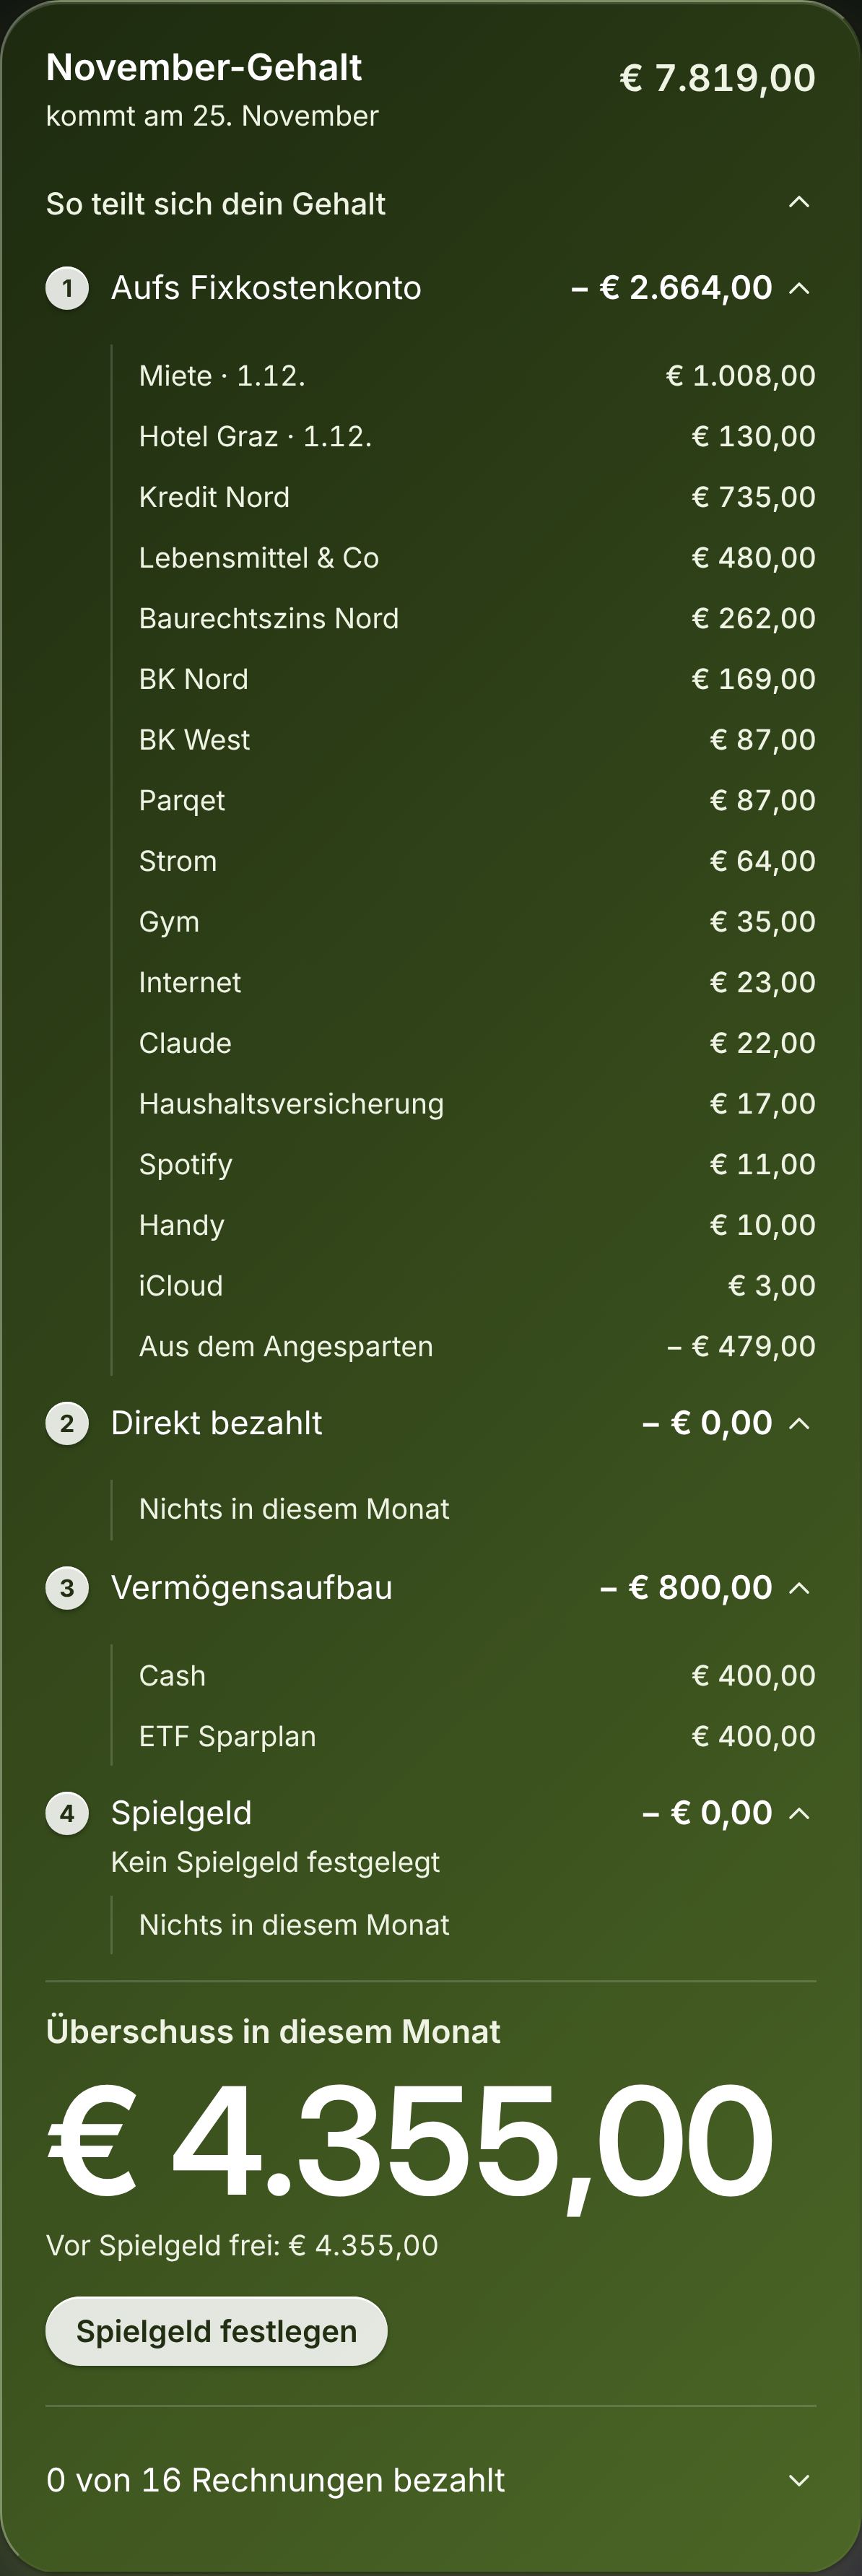 November-Gehalt
€ 7.819,00
kommt am 25. November
So teilt sich dein Gehalt
1 Aufs Fixkostenkonto – € 2.664,00
Miete · 1.12. € 1.008,00
Hotel Graz · 1.12. € 130,00
Kredit Nord € 735,00
Lebensmittel & Co € 480,00
Baurechtszins Nord € 262,00
BK Nord € 169,00
BK West € 87,00
Parqet € 87,00
Strom € 64,00
Gym € 35,00
Internet € 23,00
Claude € 22,00
Haushaltsversicherung € 17,00
Spotify € 11,00
Handy € 10,00
iCloud € 3,00
Aus dem Angesparten – € 479,00
2 Direkt bezahlt – € 0,00
Nichts in diesem Monat
3 Vermögensaufbau – € 800,00
Cash € 400,00
ETF Sparplan € 400,00
4 Spielgeld – € 0,00
Kein Spielgeld festgelegt
Nichts in diesem Monat
Überschuss in diesem Monat
€ 4.355,00
Vor Spielgeld frei: € 4.355,00
Spielgeld festlegen
0 von 16 Rechnungen bezahlt